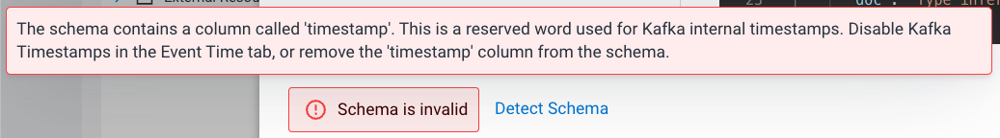 The schema contains a column called 'timestamp'. This is a reserved word used for Kafka internal timestamps. Disable Kafka
Timestamps in the Event Time tab, or remove the 'timestamp' column from the schema.
Schema is invalid
Detect Schema